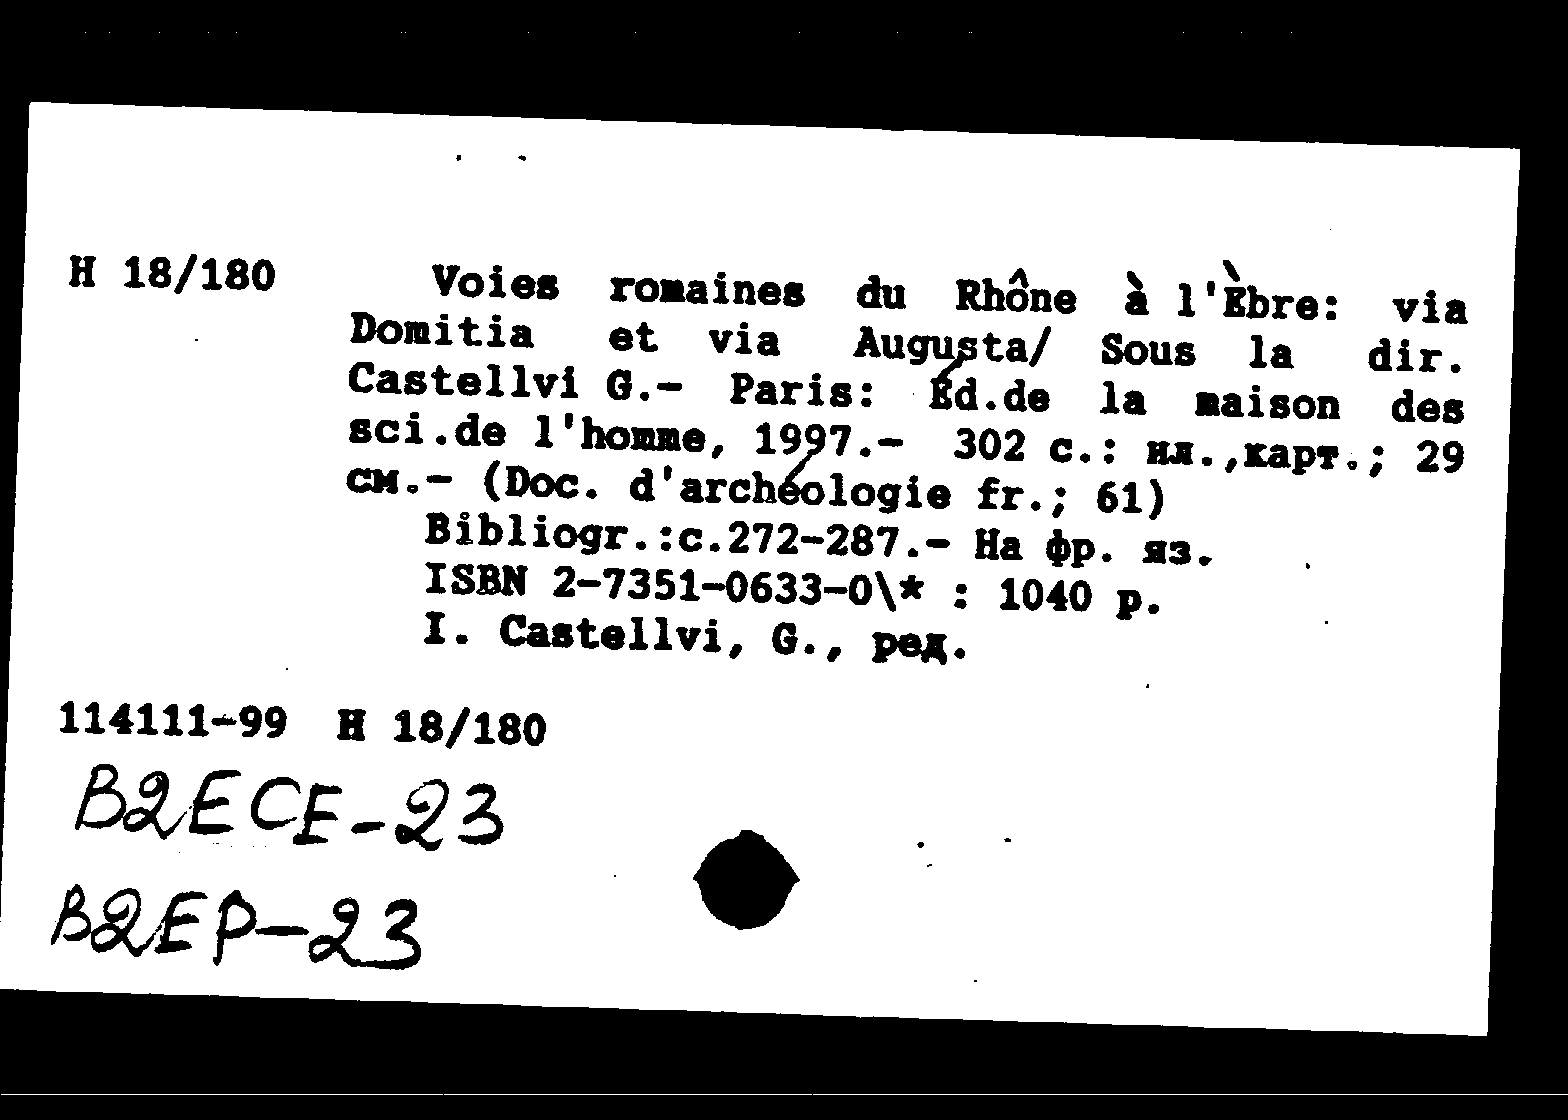 Н 18/180 Voies romaines du Rhône à l'Èbre: via
Domitia et via Augusta/ Sous la dir.
Castellvi G.- Paris: Éd.de la maison des
sci.de l'homme, 1997.- 302 с.: ил.,карт.; 29
см.- (Doc. d'archéologie fr.; 61)
Bibliogr.:с.272-287.- На фр. яз.
ISBN 2-7351-0633-0\* : 1040 р.
I. Castellvi, G., ред.
114111-99 Н 18/180
B2ECE-23
B2EP-23